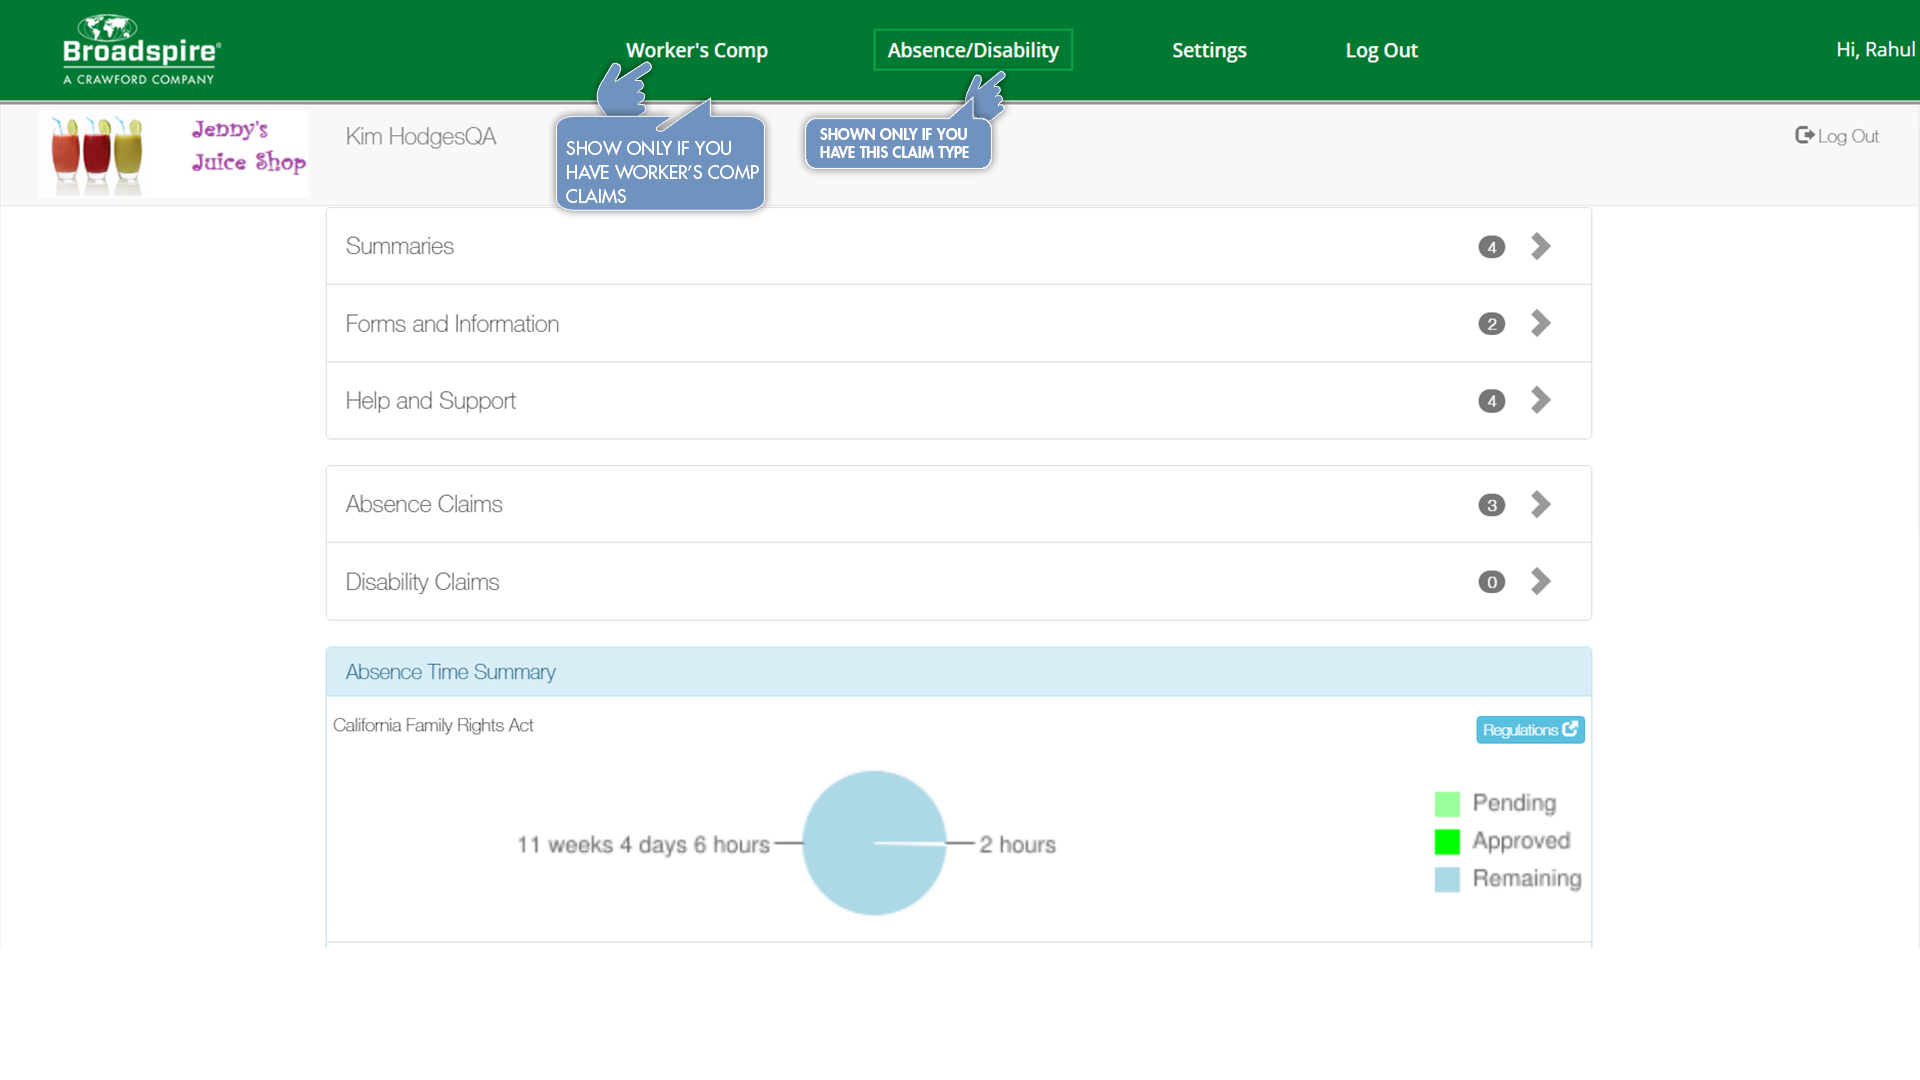 Broadspire®
A CRAWFORD COMPANY
Worker's Comp
Absence/Disability
Settings
Log Out
Hi, Rahul
Jenny's
Juice Shop
Kim HodgesQA
SHOW ONLY IF YOU
HAVE WORKER'S COMP
CLAIMS
SHOWN ONLY IF YOU
HAVE THIS CLAIM TYPE
Log Out
Summaries
4
Forms and Information
2
Help and Support
4
Absence Claims
3
Disability Claims
0
Absence Time Summary
California Family Rights Act
Regulations
11 weeks 4 days 6 hours
2 hours
Pending
Approved
Remaining